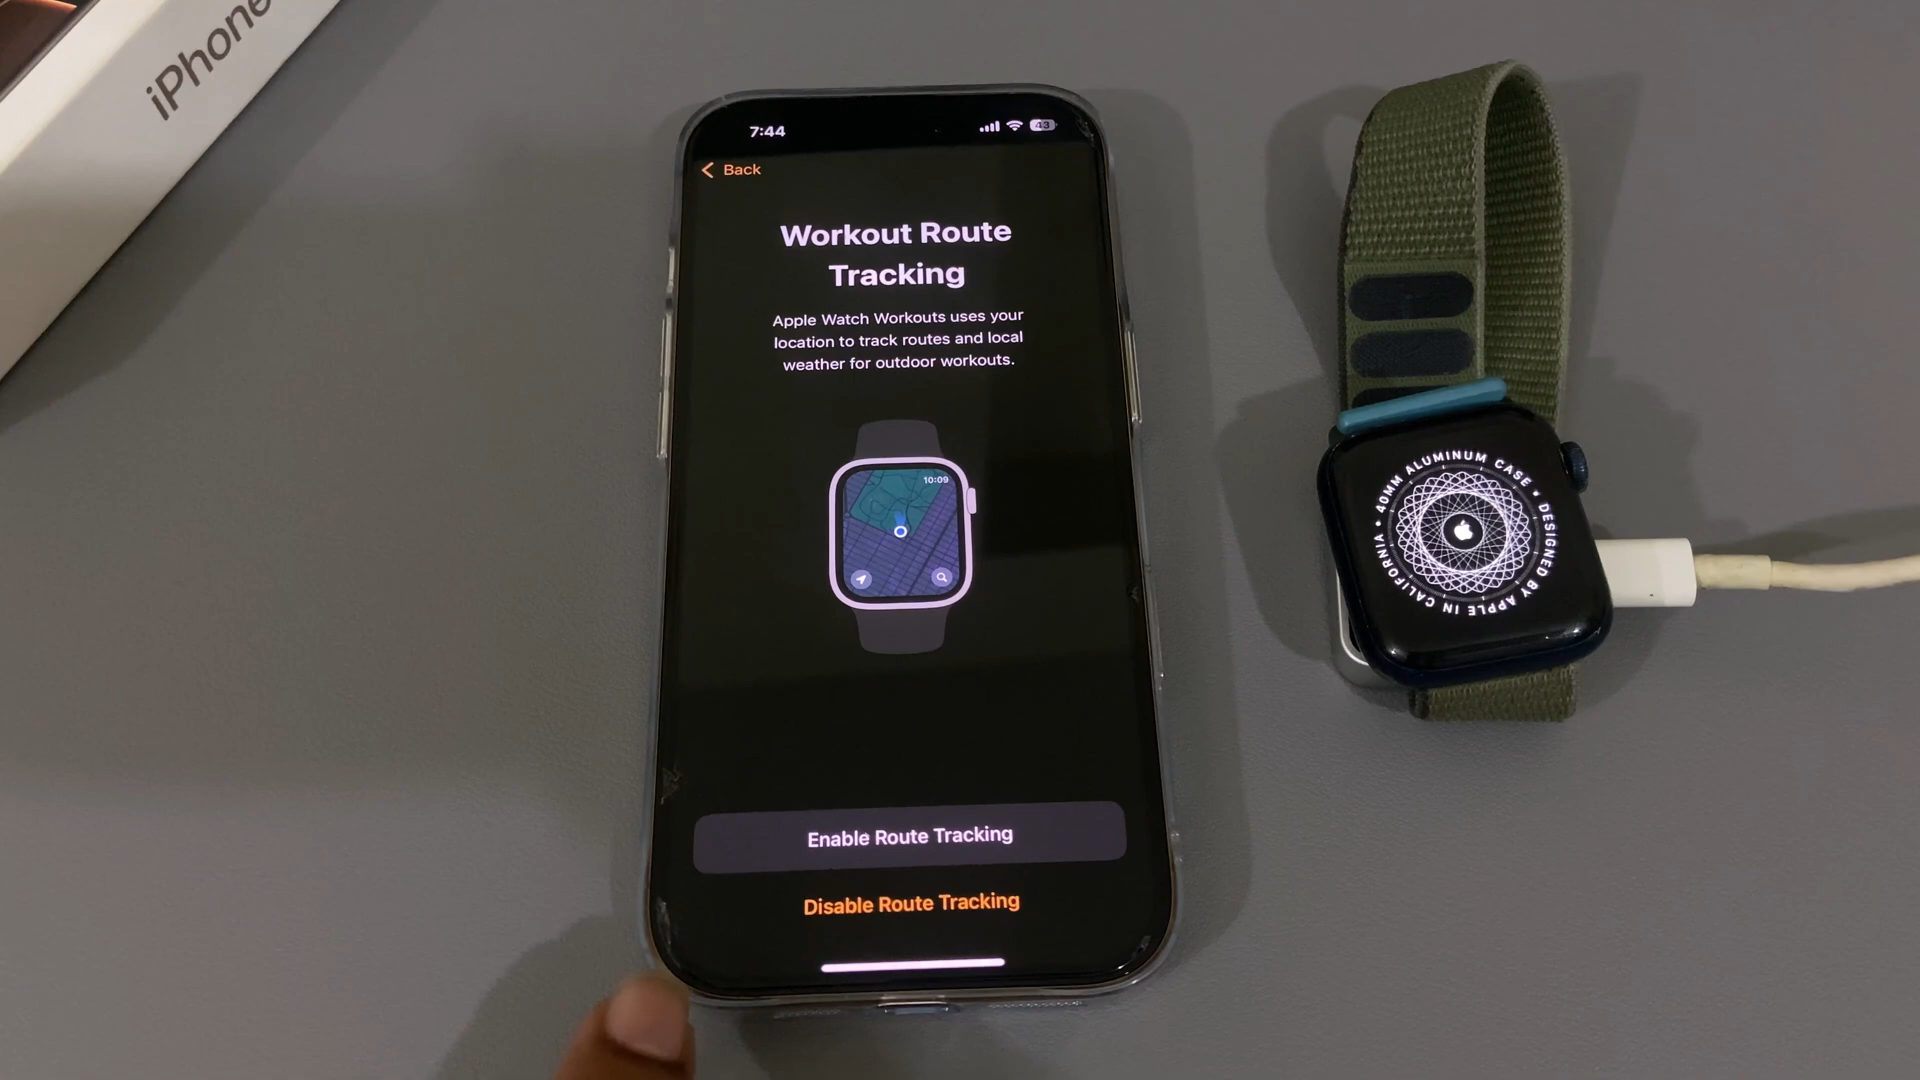 iPhone
7:44
43
Back
Workout Route
Tracking
Apple Watch Workouts uses your
location to track routes and local
weather for outdoor workouts.
10:09
Enable Route Tracking
Disable Route Tracking
40MM ALUMINUM CASE • DESIGNED BY APPLE IN CALIFORNIA •